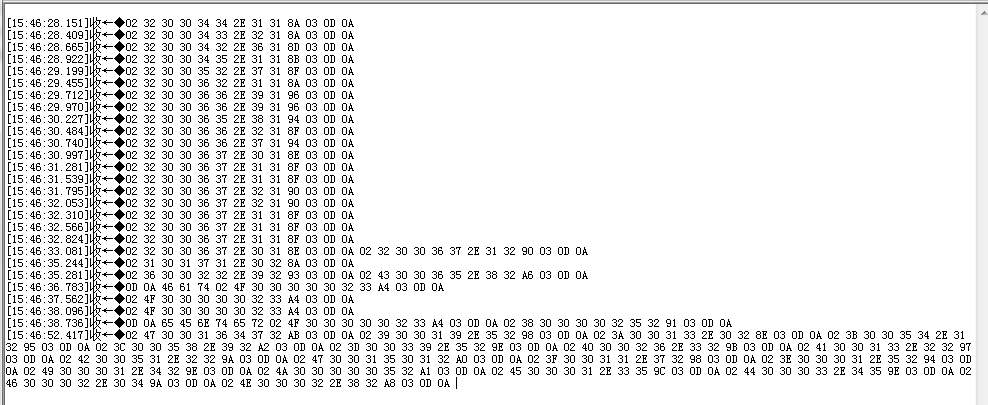 [15:46:28.151]收←◆02 32 30 30 34 34 2E 31 31 8A 03 0D 0A
[15:46:28.409]收←◆02 32 30 30 34 33 2E 32 31 8A 03 0D 0A
[15:46:28.665]收←◆02 32 30 30 34 32 2E 36 31 8D 03 0D 0A
[15:46:28.922]收←◆02 32 30 30 34 35 2E 31 31 8B 03 0D 0A
[15:46:29.199]收←◆02 32 30 30 35 32 2E 37 31 8F 03 0D 0A
[15:46:29.455]收←◆02 32 30 30 36 32 2E 31 31 8A 03 0D 0A
[15:46:29.712]收←◆02 32 30 30 36 36 2E 39 31 96 03 0D 0A
[15:46:29.970]收←◆02 32 30 30 36 36 2E 39 31 96 03 0D 0A
[15:46:30.227]收←◆02 32 30 30 36 35 2E 38 31 94 03 0D 0A
[15:46:30.484]收←◆02 32 30 30 36 36 2E 32 31 8F 03 0D 0A
[15:46:30.740]收←◆02 32 30 30 36 36 2E 37 31 94 03 0D 0A
[15:46:30.997]收←◆02 32 30 30 36 37 2E 30 31 8E 03 0D 0A
[15:46:31.281]收←◆02 32 30 30 36 37 2E 31 31 8F 03 0D 0A
[15:46:31.539]收←◆02 32 30 30 36 37 2E 31 31 8F 03 0D 0A
[15:46:31.795]收←◆02 32 30 30 36 37 2E 32 31 90 03 0D 0A
[15:46:32.053]收←◆02 32 30 30 36 37 2E 32 31 90 03 0D 0A
[15:46:32.310]收←◆02 32 30 30 36 37 2E 31 31 8F 03 0D 0A
[15:46:32.566]收←◆02 32 30 30 36 37 2E 31 31 8F 03 0D 0A
[15:46:32.824]收←◆02 32 30 30 36 37 2E 31 31 8F 03 0D 0A
[15:46:33.081]收←◆02 32 30 30 36 37 2E 30 31 8E 03 0D 0A 02 32 30 30 36 37 2E 31 32 90 03 0D 0A
[15:46:35.244]收←◆02 31 30 31 37 31 2E 30 32 8A 03 0D 0A
[15:46:35.281]收←◆02 36 30 30 32 32 2E 39 32 93 03 0D 0A 02 43 30 30 36 35 2E 38 32 A6 03 0D 0A
[15:46:36.783]收←◆0D 0A 46 61 74 02 4F 30 30 30 30 30 32 33 A4 03 0D 0A
[15:46:37.562]收←◆02 4F 30 30 30 30 30 32 33 A4 03 0D 0A
[15:46:38.096]收←◆02 4F 30 30 30 30 30 32 33 A4 03 0D 0A
[15:46:38.736]收←◆0D 0A 65 45 6E 74 65 72 02 4F 30 30 30 30 30 32 33 A4 03 0D 0A 02 38 30 30 30 30 32 35 32 91 03 0D 0A
[15:46:52.417]收←◆02 47 30 30 31 36 34 37 32 AB 03 0D 0A 02 39 30 30 31 39 2E 35 32 98 03 0D 0A 02 3A 30 30 31 33 2E 30 32 8E 03 0D 0A 02 3B 30 30 35 34 2E 31
32 95 03 0D 0A 02 3C 30 30 35 38 2E 39 32 A2 03 0D 0A 02 3D 30 30 33 39 2E 35 32 9E 03 0D 0A 02 40 30 30 32 36 2E 33 32 9B 03 0D 0A 02 41 30 30 31 33 2E 32 32 97
03 0D 0A 02 42 30 30 35 31 2E 32 32 9A 03 0D 0A 02 47 30 30 31 35 30 31 32 A0 03 0D 0A 02 3F 30 30 31 31 2E 37 32 98 03 0D 0A 02 3E 30 30 30 31 2E 35 32 94 03 0D
0A 02 49 30 30 30 31 2E 34 32 9E 03 0D 0A 02 4A 30 30 30 30 35 32 A1 03 0D 0A 02 45 30 30 30 31 2E 33 35 9C 03 0D 0A 02 44 30 30 30 33 2E 31 34 35 9E 03 0D 0A 02
46 30 30 30 32 2E 30 34 9A 03 0D 0A 02 4E 30 30 30 32 2E 38 32 A8 03 0D 0A